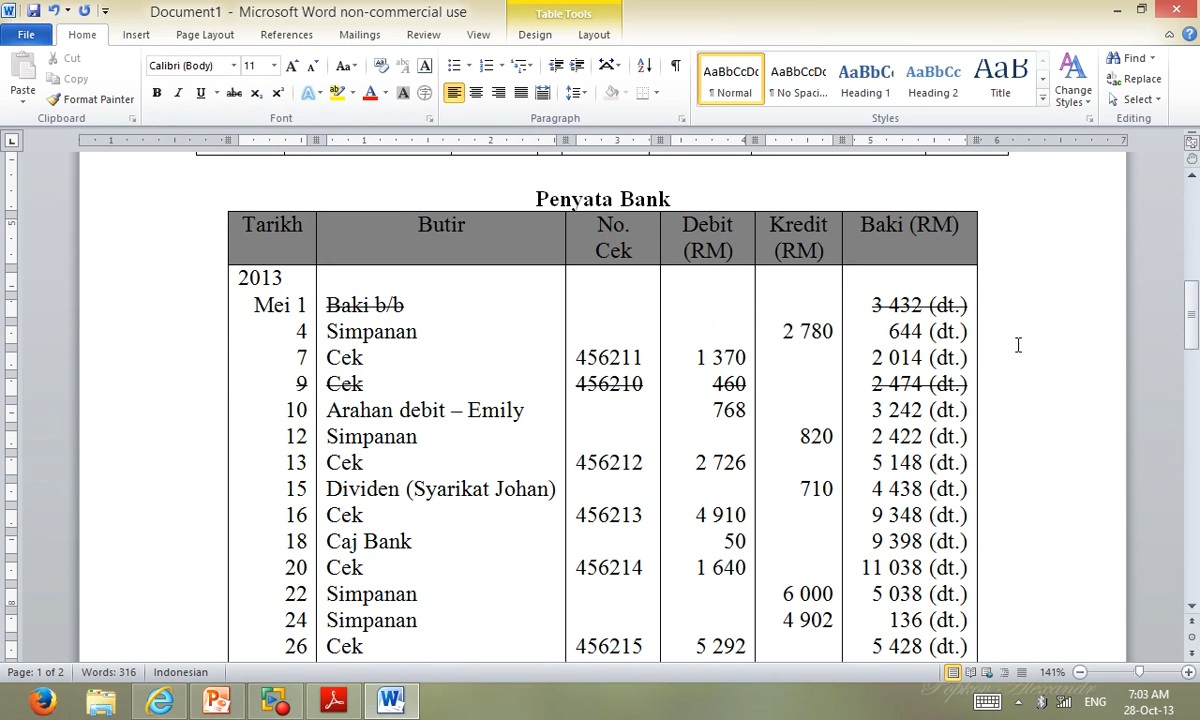 Document1 - Microsoft Word non-commercial use
Table Tools
File Home Insert Page Layout References Mailings Review View Design Layout
Paste
Cut
Copy
Format Painter
Clipboard
Calibri (Body) 11
Font
Paragraph
AaBbCcDc AaBbCcDc AaBbCc AaBbCc AaB
¶ Normal ¶ No Spaci... Heading 1 Heading 2 Title
Change Styles
Styles
Find
Replace
Select
Editing
1 1 2 3 4 5 6 7
Penyata Bank
Tarikh Butir No. Cek Debit (RM) Kredit (RM) Baki (RM)
2013
Mei 1 Baki b/b 3 432 (dt.)
4 Simpanan 2 780 644 (dt.)
7 Cek 456211 1 370 2 014 (dt.)
9 Cek 456210 460 2 474 (dt.)
10 Arahan debit – Emily 768 3 242 (dt.)
12 Simpanan 820 2 422 (dt.)
13 Cek 456212 2 726 5 148 (dt.)
15 Dividen (Syarikat Johan) 710 4 438 (dt.)
16 Cek 456213 4 910 9 348 (dt.)
18 Caj Bank 50 9 398 (dt.)
20 Cek 456214 1 640 11 038 (dt.)
22 Simpanan 6 000 5 038 (dt.)
24 Simpanan 4 902 136 (dt.)
26 Cek 456215 5 292 5 428 (dt.)
Page: 1 of 2 Words: 316 Indonesian 141%
ENG
7:03 AM
28-Oct-13